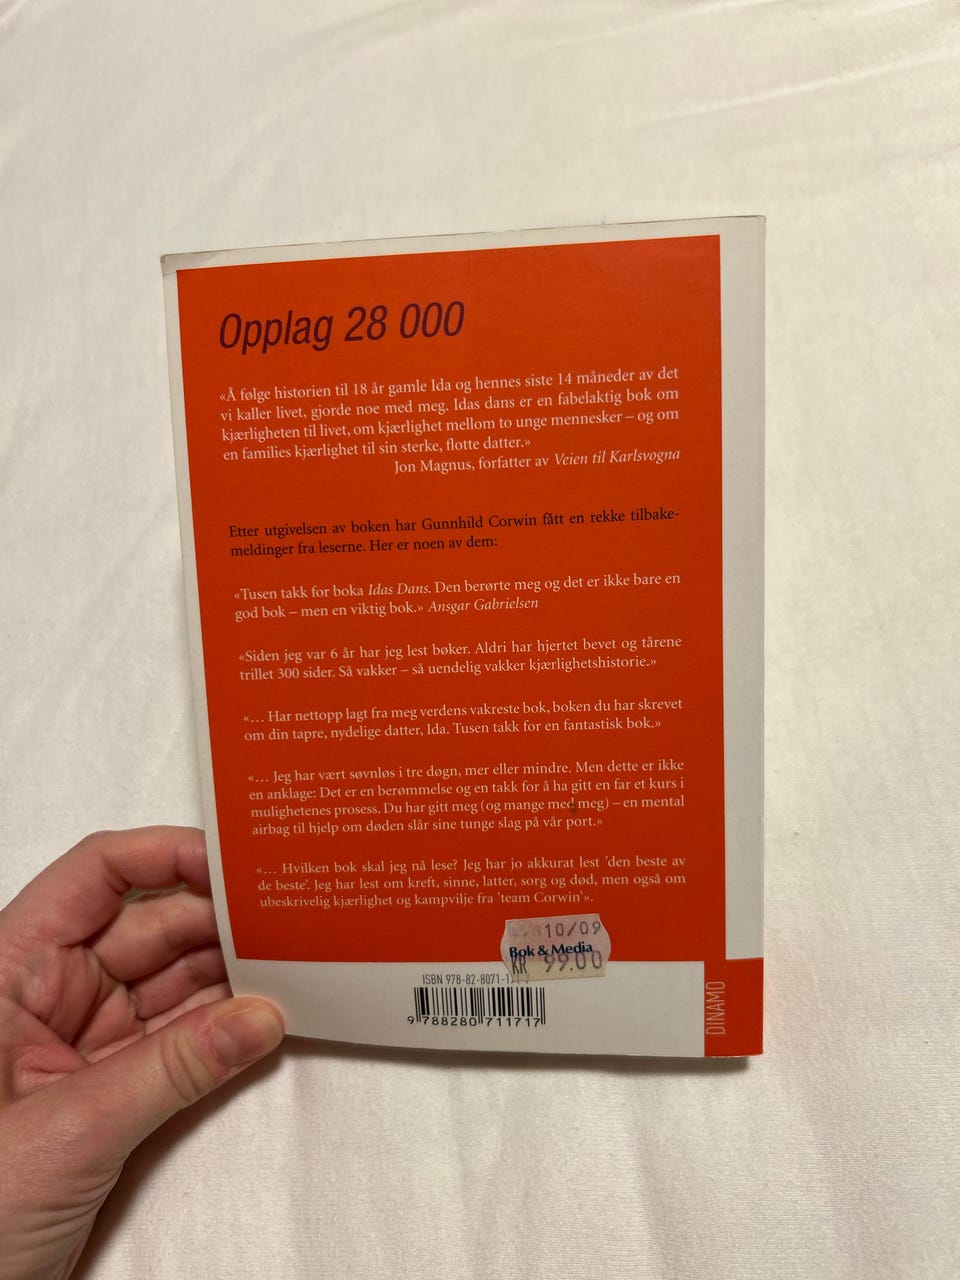 Opplag 28 000
«Å følge historien til 18 år gamle Ida og hennes siste 14 måneder av det
vi kaller livet, gjorde noe med meg. Idas dans er en fabelaktig bok om
kjærligheten til livet, om kjærlighet mellom to unge mennesker – og om
en families kjærlighet til sin sterke, flotte datter.»
Jon Magnus, forfatter av Veien til Karlsvogna
Etter utgivelsen av boken har Gunnhild Corwin fått en rekke tilbake-
meldinger fra leserne. Her er noen av dem:
«Tusen takk for boka Idas Dans. Den berørte meg og det er ikke bare en
god bok – men en viktig bok.» Ansgar Gabrielsen
«Siden jeg var 6 år har jeg lest bøker. Aldri har hjertet bevet og tårene
trillet 300 sider. Så vakker – så uendelig vakker kjærlighetshistorie.»
«… Har nettopp lagt fra meg verdens vakreste bok, boken du har skrevet
om din tapre, nydelige datter, Ida. Tusen takk for en fantastisk bok.»
«… Jeg har vært søvnløs i tre døgn, mer eller mindre. Men dette er ikke
en anklage: Det er en berømmelse og en takk for å ha gitt en far et kurs i
mulighetenes prosess. Du har gitt meg (og mange med meg) – en mental
airbag til hjelp om døden slår sine tunge slag på vår port.»
«… Hvilken bok skal jeg nå lese? Jeg har jo akkurat lest ’den beste av
de beste’. Jeg har lest om kreft, sinne, latter, sorg og død, men også om
ubeskrivelig kjærlighet og kampvilje fra ’team Corwin’».
10/09
Bok & Media
KR 99.00
ISBN 978-82-8071-1
9 788280 711717
DINAMO